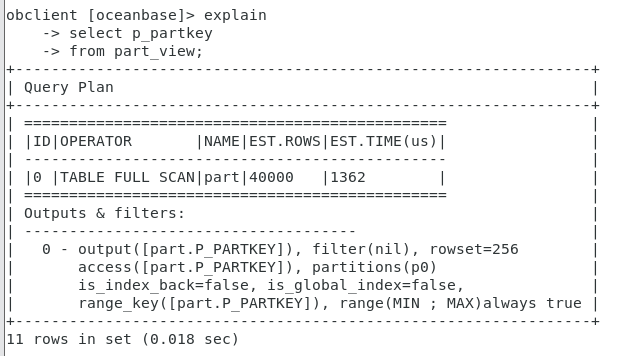 obclient [oceanbase]> explain
    -> select p_partkey
    -> from part_view;
+----------------------------------------------------------------+
| Query Plan                                                     |
+----------------------------------------------------------------+
| ===============================================                |
| |ID|OPERATOR       |NAME|EST.ROWS|EST.TIME(us)|                |
| -----------------------------------------------                |
| |0 |TABLE FULL SCAN|part|40000   |1362        |                |
| ===============================================                |
| Outputs & filters:                                             |
| -------------------------------------                          |
|   0 - output([part.P_PARTKEY]), filter(nil), rowset=256        |
|       access([part.P_PARTKEY]), partitions(p0)                 |
|       is_index_back=false, is_global_index=false,              |
|       range_key([part.P_PARTKEY]), range(MIN ; MAX)always true |
+----------------------------------------------------------------+
11 rows in set (0.018 sec)